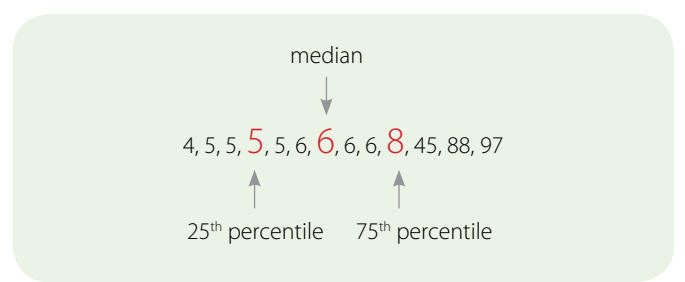 median
4, 5, 5, 5, 5, 6, 6, 6, 6, 8, 45, 88, 97
25th percentile 75th percentile